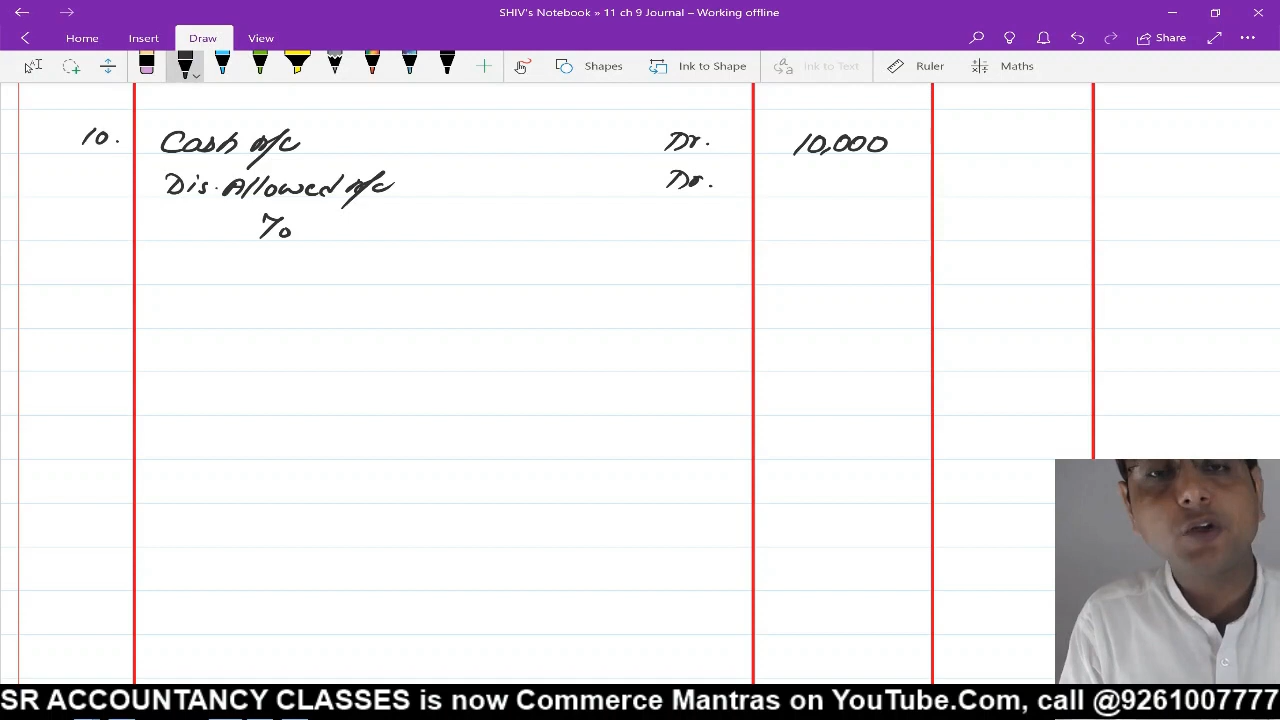 SHIV's Notebook » 11 ch 9 Journal – Working offline
Home Insert Draw View Share
Shapes Ink to Shape Ink to Text Ruler Maths
10. Cash a/c Dr. 10,000
Dis. Allowed a/c Dr.
To
SR ACCOUNTANCY CLASSES is now Commerce Mantras on YouTube.Com, call @9261007777